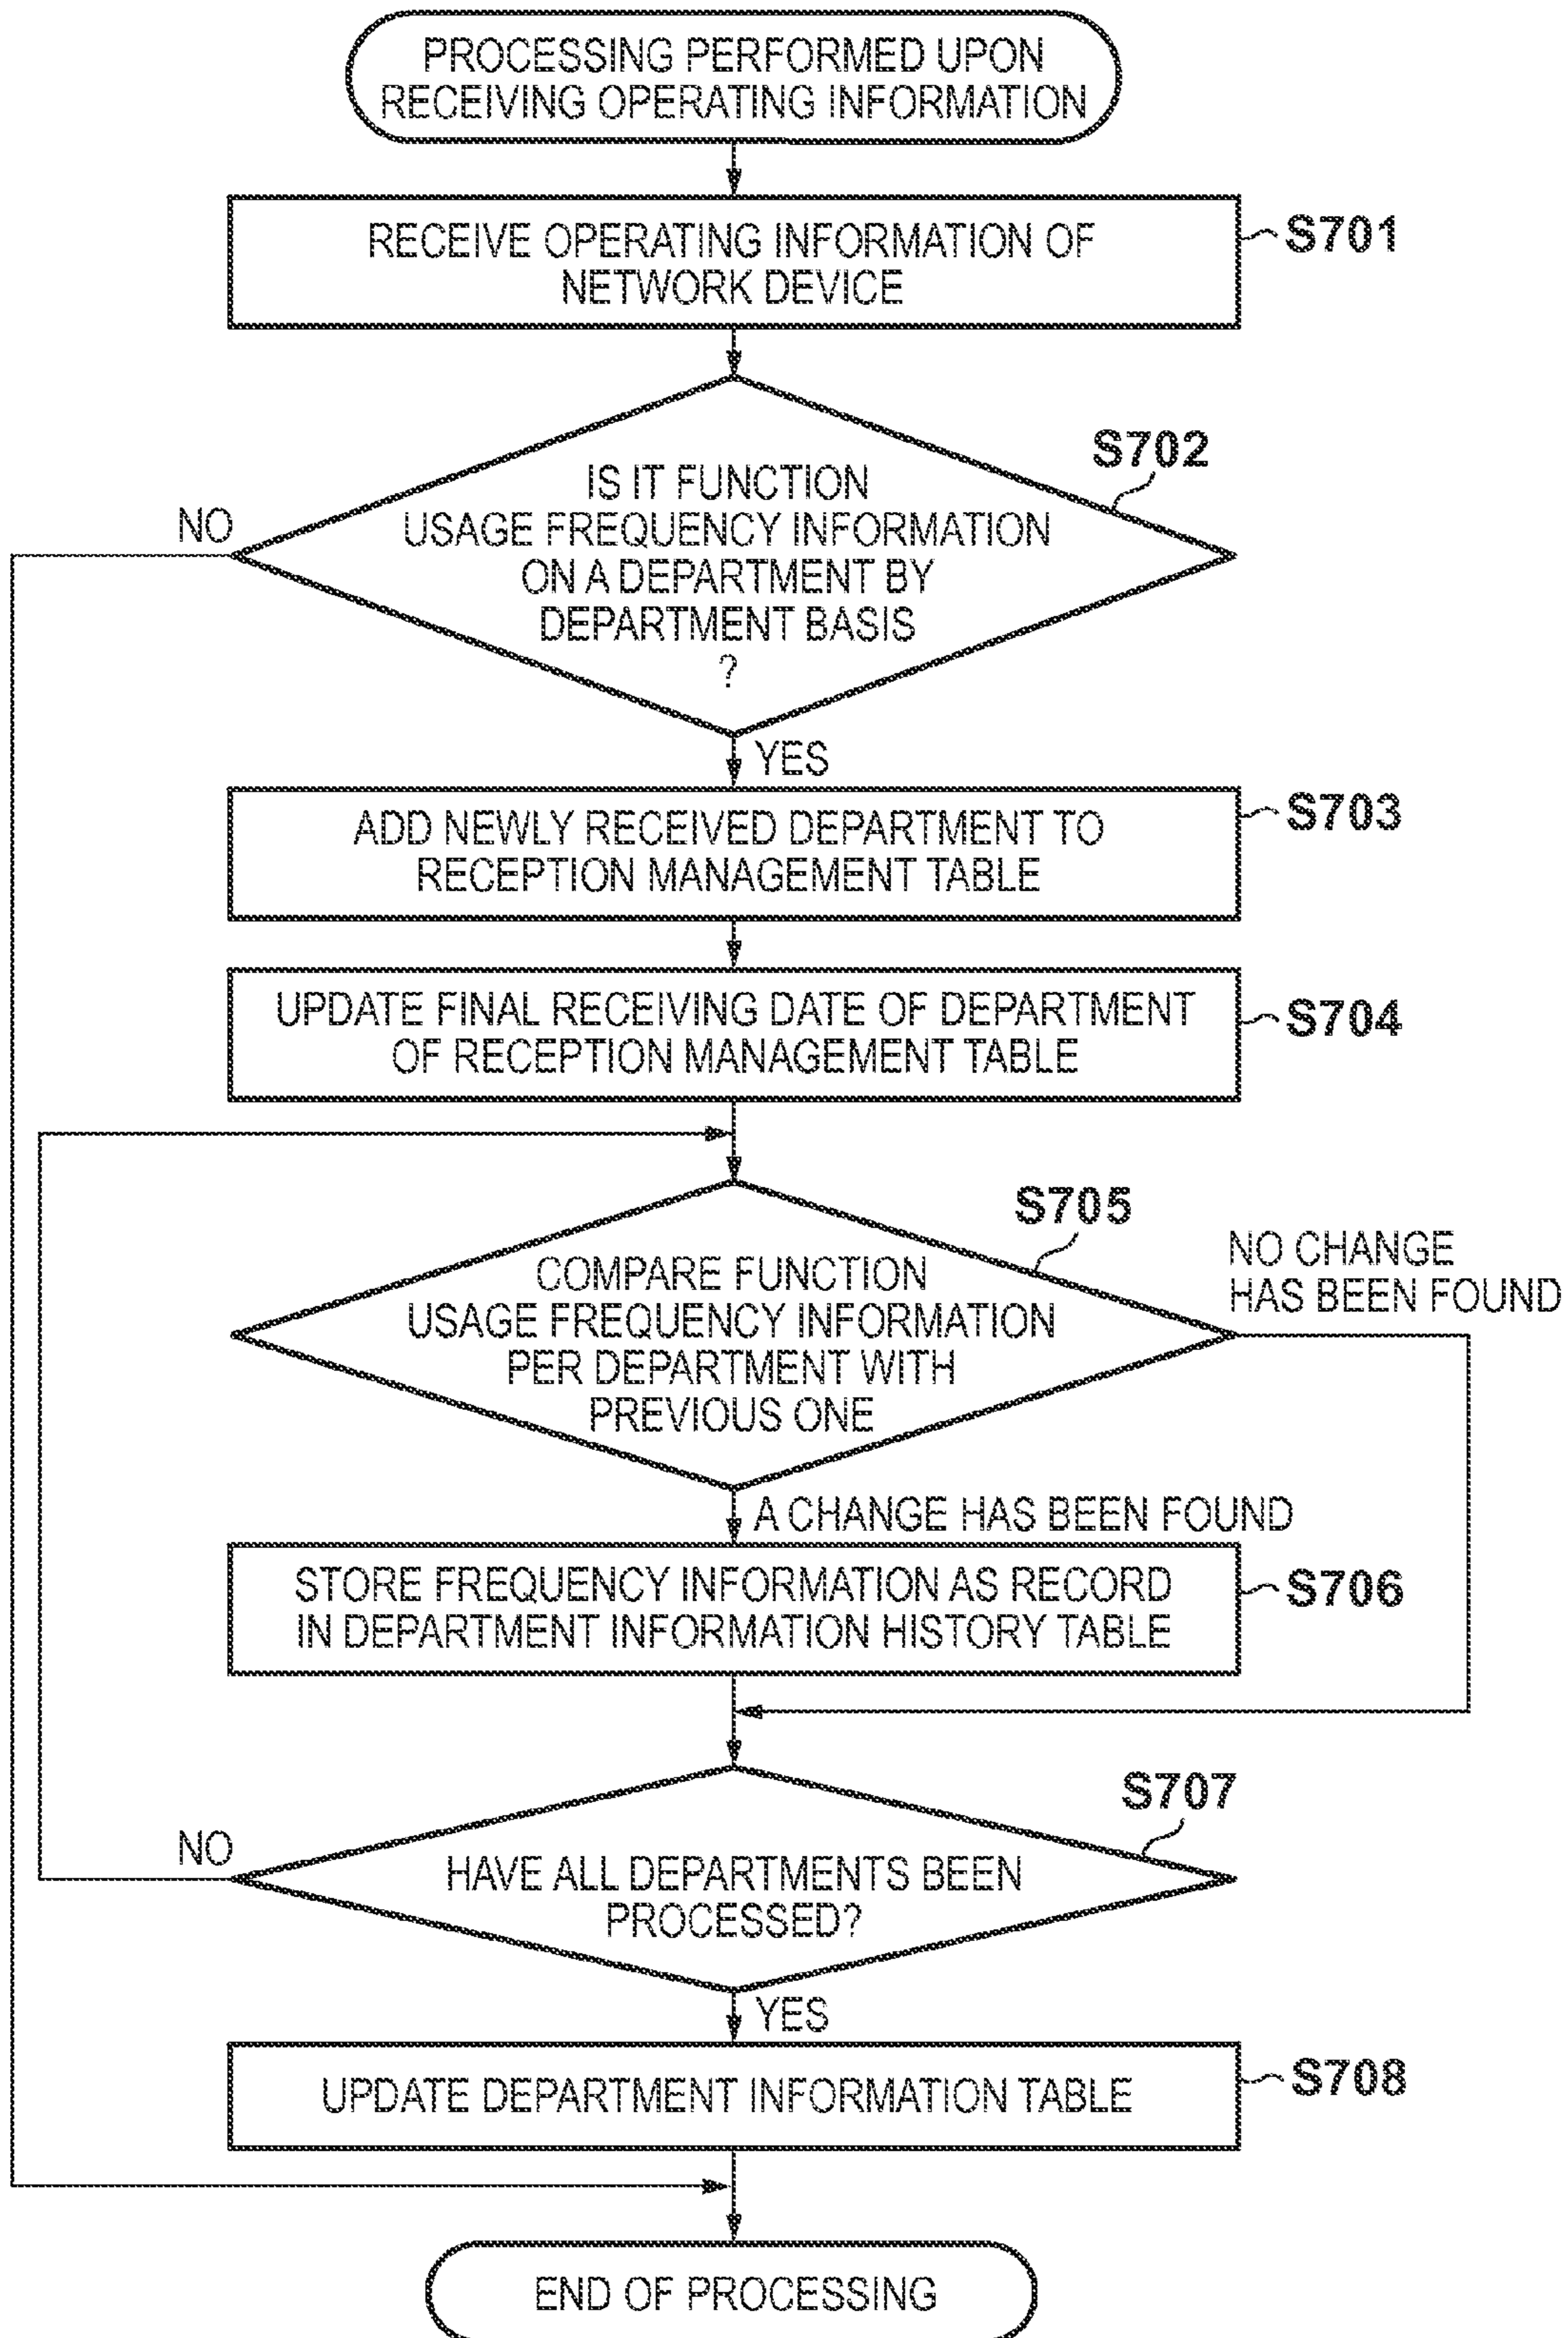 PROCESSING PERFORMED UPON
RECEIVING OPERATING INFORMATION
RECEIVE OPERATING INFORMATION OF
NETWORK DEVICE
S701
S702
IS IT FUNCTION
USAGE FREQUENCY INFORMATION
ON A DEPARTMENT BY
DEPARTMENT BASIS
?
NO
YES
ADD NEWLY RECEIVED DEPARTMENT TO
RECEPTION MANAGEMENT TABLE
S703
UPDATE FINAL RECEIVING DATE OF DEPARTMENT
OF RECEPTION MANAGEMENT TABLE
S704
S705
COMPARE FUNCTION
USAGE FREQUENCY INFORMATION
PER DEPARTMENT WITH
PREVIOUS ONE
NO CHANGE
HAS BEEN FOUND
A CHANGE HAS BEEN FOUND
STORE FREQUENCY INFORMATION AS RECORD
IN DEPARTMENT INFORMATION HISTORY TABLE
S706
S707
NO
HAVE ALL DEPARTMENTS BEEN
PROCESSED?
YES
UPDATE DEPARTMENT INFORMATION TABLE
S708
END OF PROCESSING